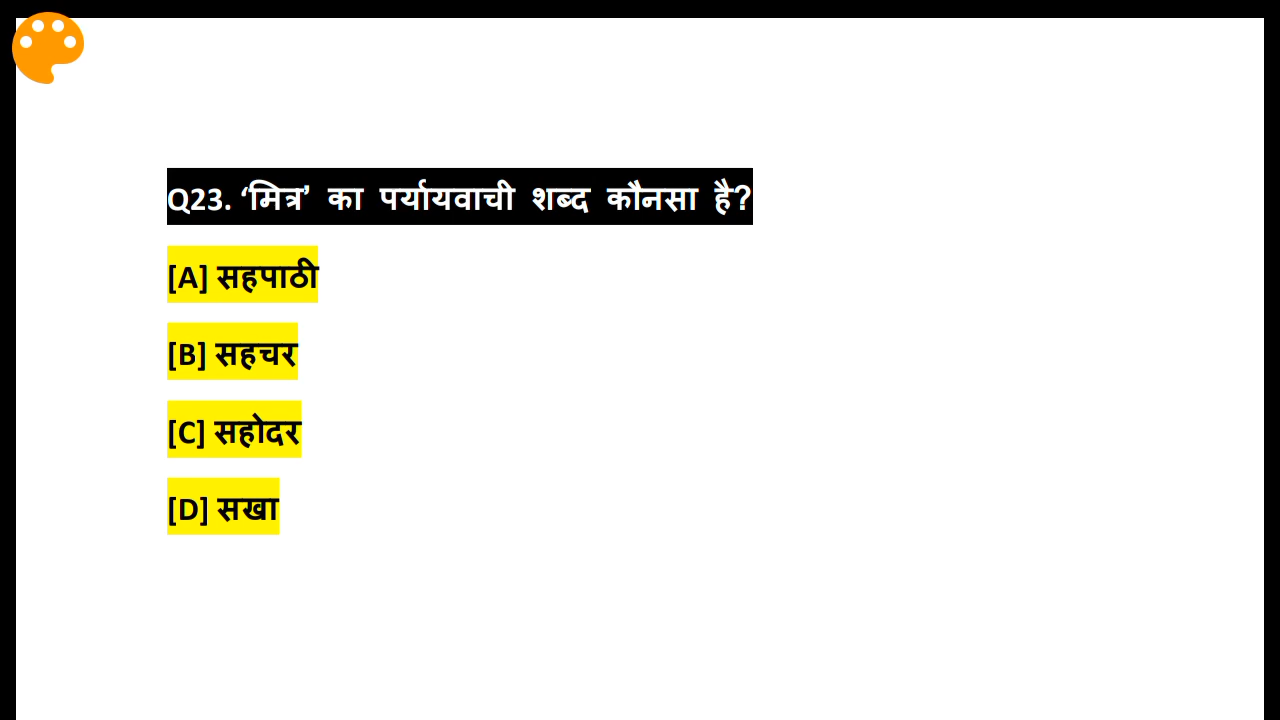 Q23. ‘मित्र’ का पर्यायवाची शब्द कौनसा है?
[A] सहपाठी
[B] सहचर
[C] सहोदर
[D] सखा